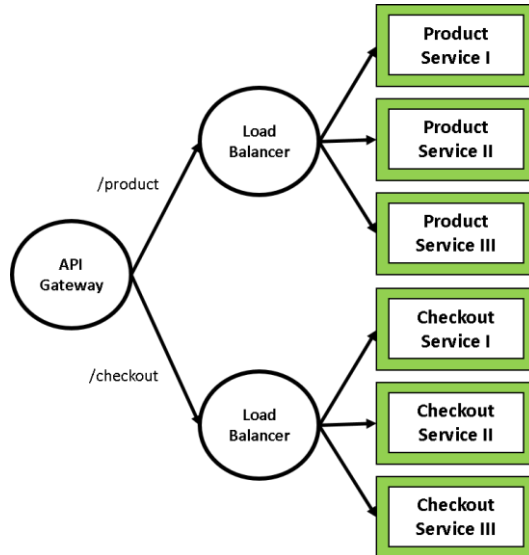 Product
Service I
Load
Balancer
Product
Service II
/product
Product
Service III
API
Gateway
Checkout
Service I
/checkout
Load
Balancer
Checkout
Service II
Checkout
Service III